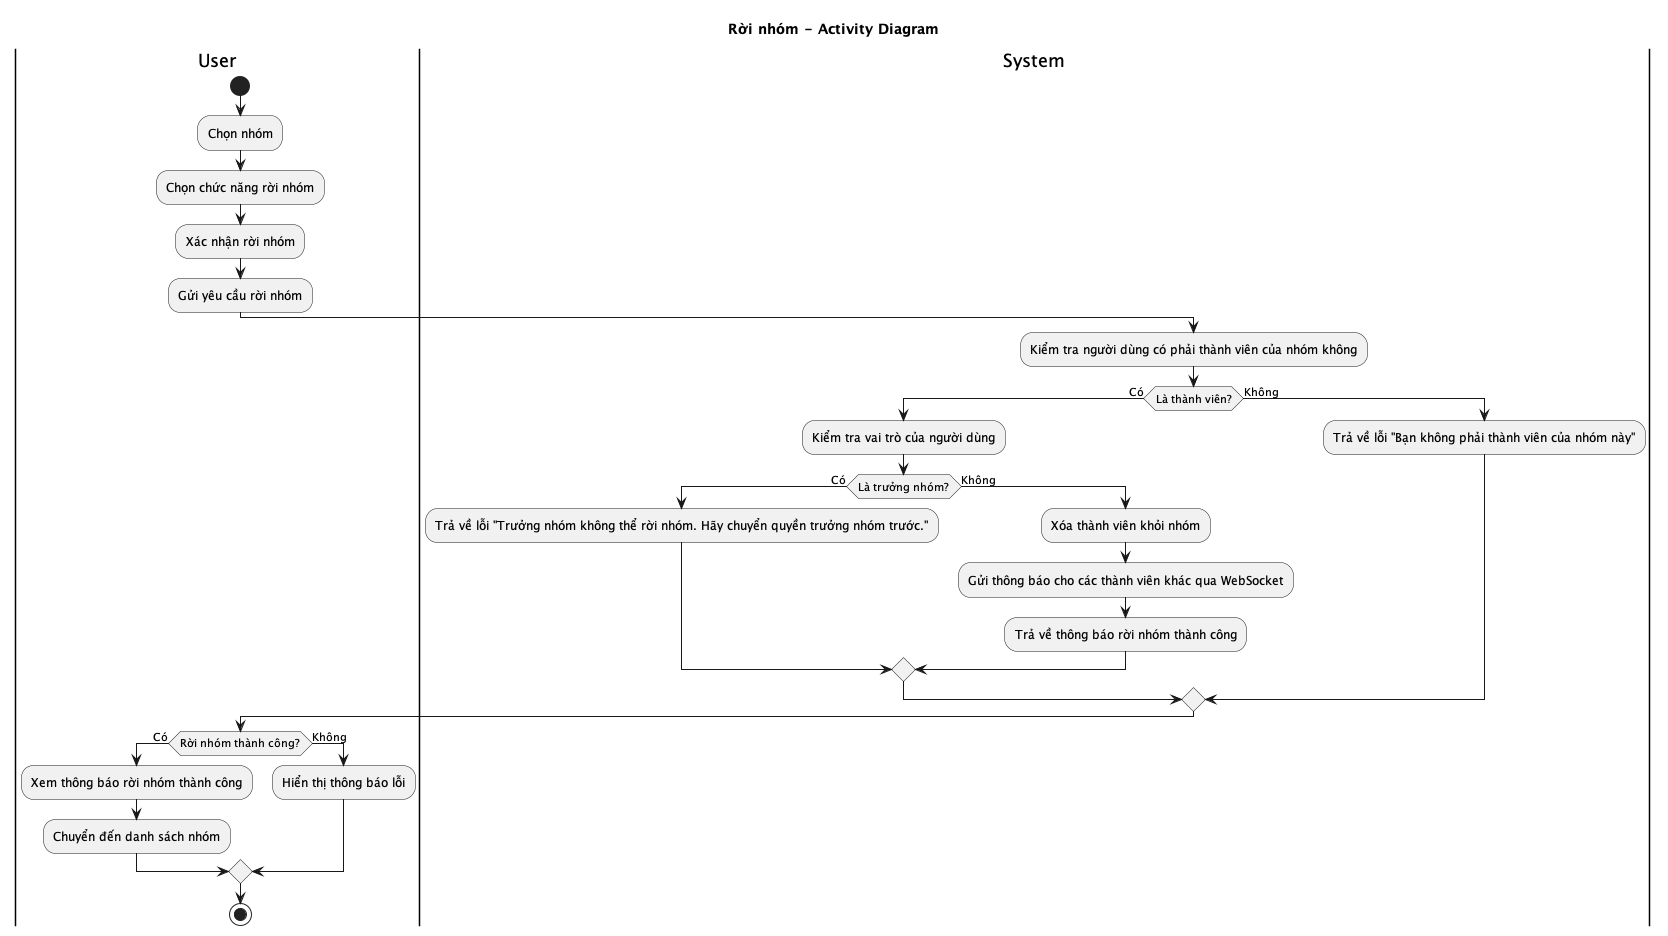 Rời nhóm - Activity Diagram
User
System
Chọn nhóm
Chọn chức năng rời nhóm
Xác nhận rời nhóm
Gửi yêu cầu rời nhóm
Kiểm tra người dùng có phải thành viên của nhóm không
Có
Là thành viên?
Không
Kiểm tra vai trò của người dùng
Trả về lỗi "Bạn không phải thành viên của nhóm này"
Có
Là trưởng nhóm?
Không
Trả về lỗi "Trưởng nhóm không thể rời nhóm. Hãy chuyển quyền trưởng nhóm trước."
Xóa thành viên khỏi nhóm
Gửi thông báo cho các thành viên khác qua WebSocket
Trả về thông báo rời nhóm thành công
Có
Rời nhóm thành công?
Không
Xem thông báo rời nhóm thành công
Hiển thị thông báo lỗi
Chuyển đến danh sách nhóm